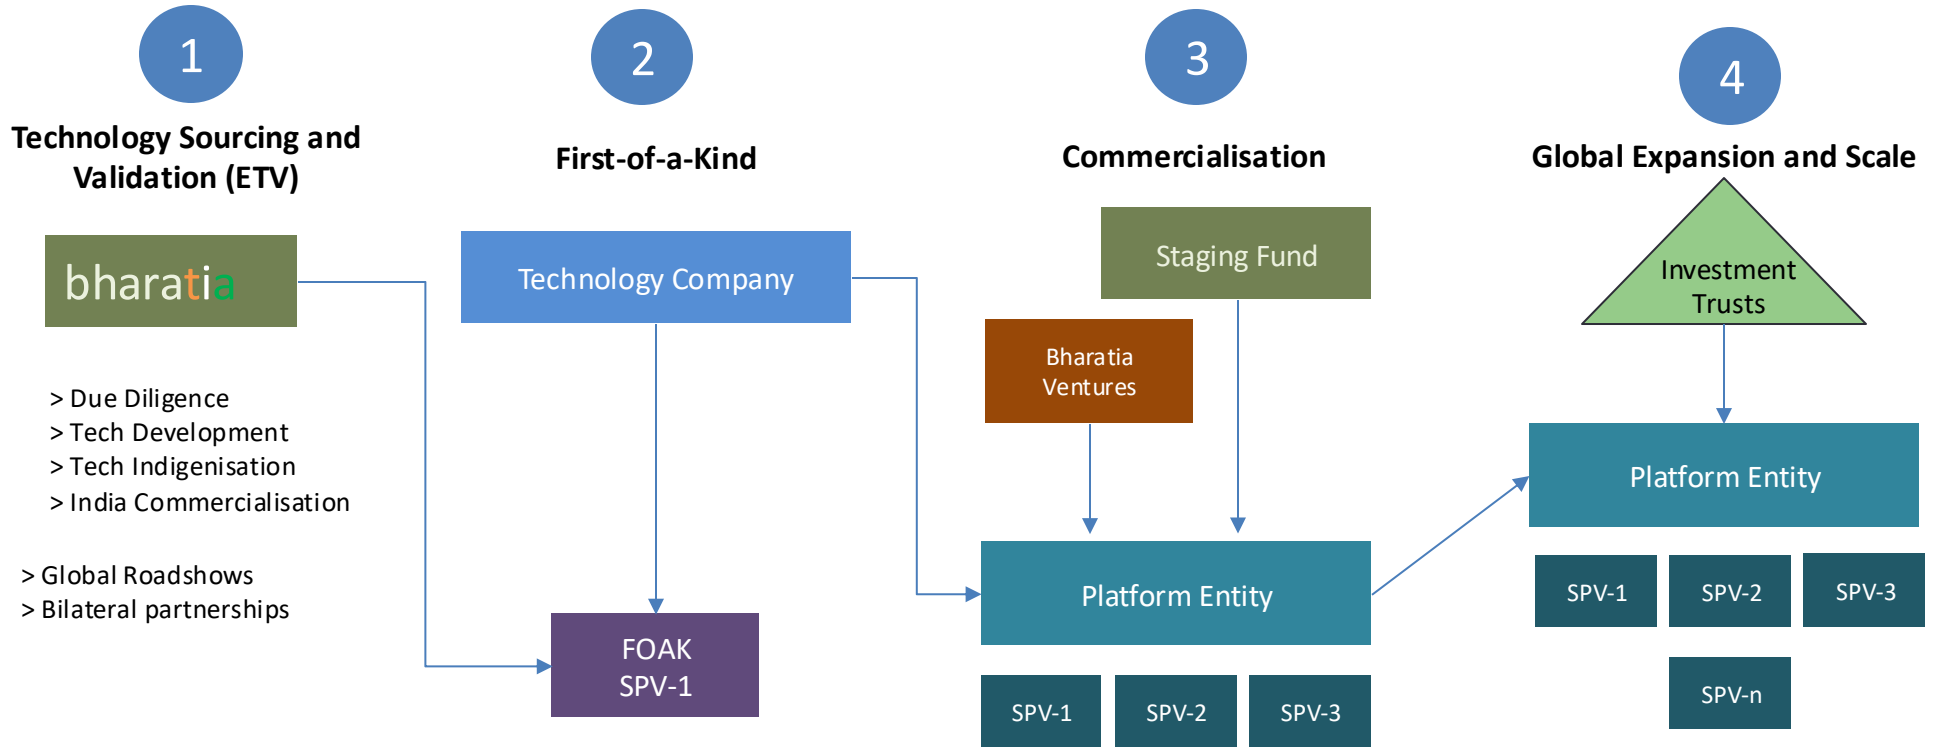 1
Technology Sourcing and
Validation (ETV)
bharatia
> Due Diligence
> Tech Development
> Tech Indigenisation
> India Commercialisation
> Global Roadshows
> Bilateral partnerships
2
First-of-a-Kind
Technology Company
FOAK
SPV-1
3
Commercialisation
Staging Fund
Bharatia
Ventures
Platform Entity
SPV-1
SPV-2
SPV-3
4
Global Expansion and Scale
Investment
Trusts
Platform Entity
SPV-1
SPV-2
SPV-3
SPV-n